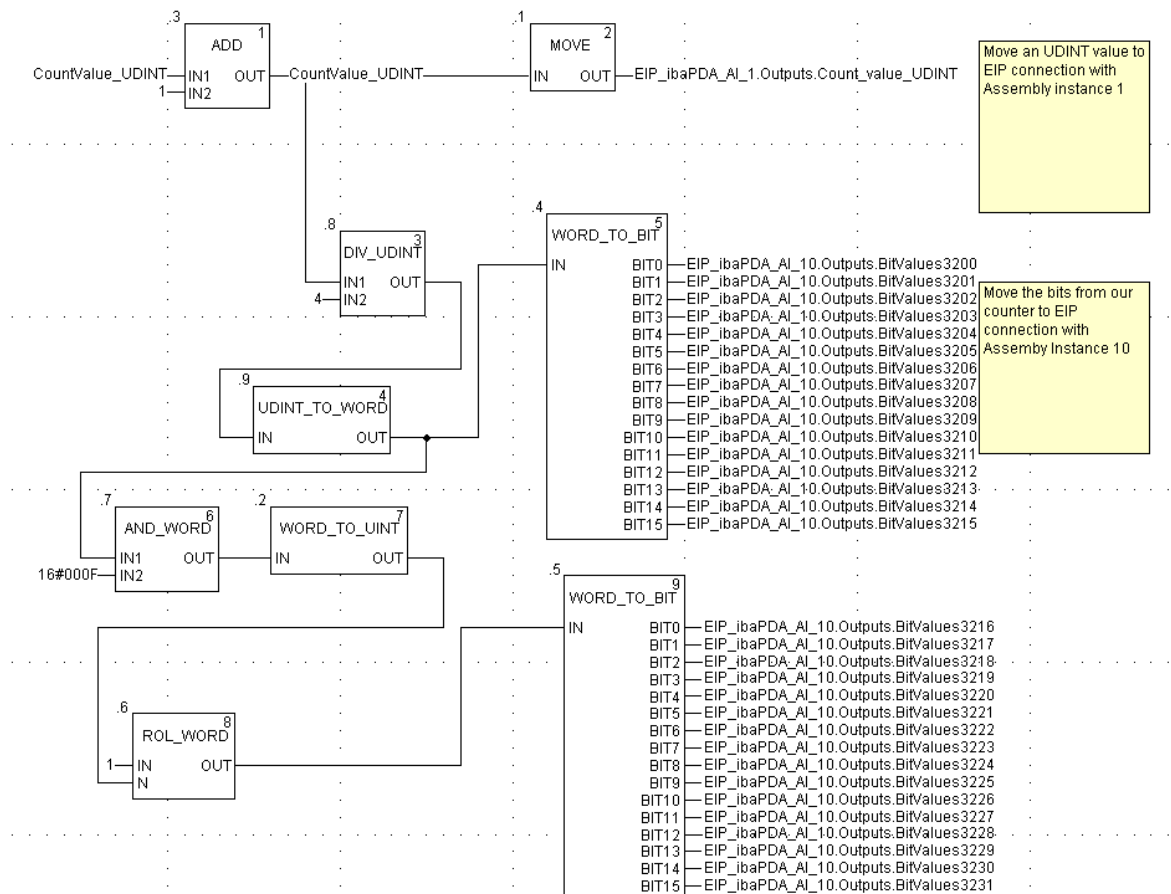 .3
1
ADD
CountValue_UDINT
IN1
OUT
CountValue_UDINT
1
IN2
.1
2
MOVE
IN
OUT
EIP_ibaPDA_AI_1.Outputs.Count_value_UDINT
Move an UDINT value to
EIP connection with
Assembly instance 1
.8
3
DIV_UDINT
IN1
OUT
4
IN2
.4
5
WORD_TO_BIT
IN
BIT0 EIP_ibaPDA_AI_10.Outputs.BitValues3200
BIT1 EIP_ibaPDA_AI_10.Outputs.BitValues3201
BIT2 EIP_ibaPDA_AI_10.Outputs.BitValues3202
BIT3 EIP_ibaPDA_AI_10.Outputs.BitValues3203
BIT4 EIP_ibaPDA_AI_10.Outputs.BitValues3204
BIT5 EIP_ibaPDA_AI_10.Outputs.BitValues3205
BIT6 EIP_ibaPDA_AI_10.Outputs.BitValues3206
BIT7 EIP_ibaPDA_AI_10.Outputs.BitValues3207
BIT8 EIP_ibaPDA_AI_10.Outputs.BitValues3208
BIT9 EIP_ibaPDA_AI_10.Outputs.BitValues3209
BIT10 EIP_ibaPDA_AI_10.Outputs.BitValues3210
BIT11 EIP_ibaPDA_AI_10.Outputs.BitValues3211
BIT12 EIP_ibaPDA_AI_10.Outputs.BitValues3212
BIT13 EIP_ibaPDA_AI_10.Outputs.BitValues3213
BIT14 EIP_ibaPDA_AI_10.Outputs.BitValues3214
BIT15 EIP_ibaPDA_AI_10.Outputs.BitValues3215
Move the bits from our
counter to EIP
connection with
Assemby Instance 10
.9
4
UDINT_TO_WORD
IN
OUT
.7
6
AND_WORD
IN1
OUT
16#000F
IN2
.2
7
WORD_TO_UINT
IN
OUT
.6
8
ROL_WORD
1
IN
OUT
N
.5
9
WORD_TO_BIT
IN
BIT0 EIP_ibaPDA_AI_10.Outputs.BitValues3216
BIT1 EIP_ibaPDA_AI_10.Outputs.BitValues3217
BIT2 EIP_ibaPDA_AI_10.Outputs.BitValues3218
BIT3 EIP_ibaPDA_AI_10.Outputs.BitValues3219
BIT4 EIP_ibaPDA_AI_10.Outputs.BitValues3220
BIT5 EIP_ibaPDA_AI_10.Outputs.BitValues3221
BIT6 EIP_ibaPDA_AI_10.Outputs.BitValues3222
BIT7 EIP_ibaPDA_AI_10.Outputs.BitValues3223
BIT8 EIP_ibaPDA_AI_10.Outputs.BitValues3224
BIT9 EIP_ibaPDA_AI_10.Outputs.BitValues3225
BIT10 EIP_ibaPDA_AI_10.Outputs.BitValues3226
BIT11 EIP_ibaPDA_AI_10.Outputs.BitValues3227
BIT12 EIP_ibaPDA_AI_10.Outputs.BitValues3228
BIT13 EIP_ibaPDA_AI_10.Outputs.BitValues3229
BIT14 EIP_ibaPDA_AI_10.Outputs.BitValues3230
BIT15 EIP_ibaPDA_AI_10.Outputs.BitValues3231